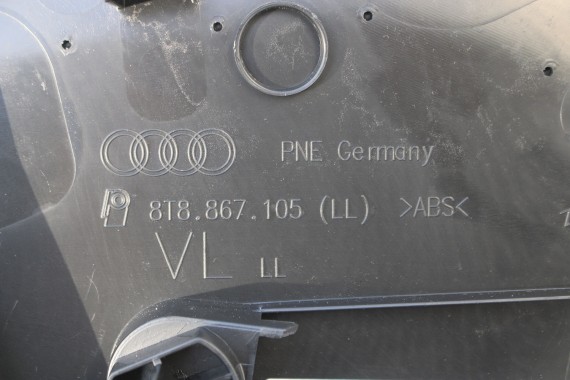 PNE Germany
8T8.867.105 (LL) >ABS<
VL LL